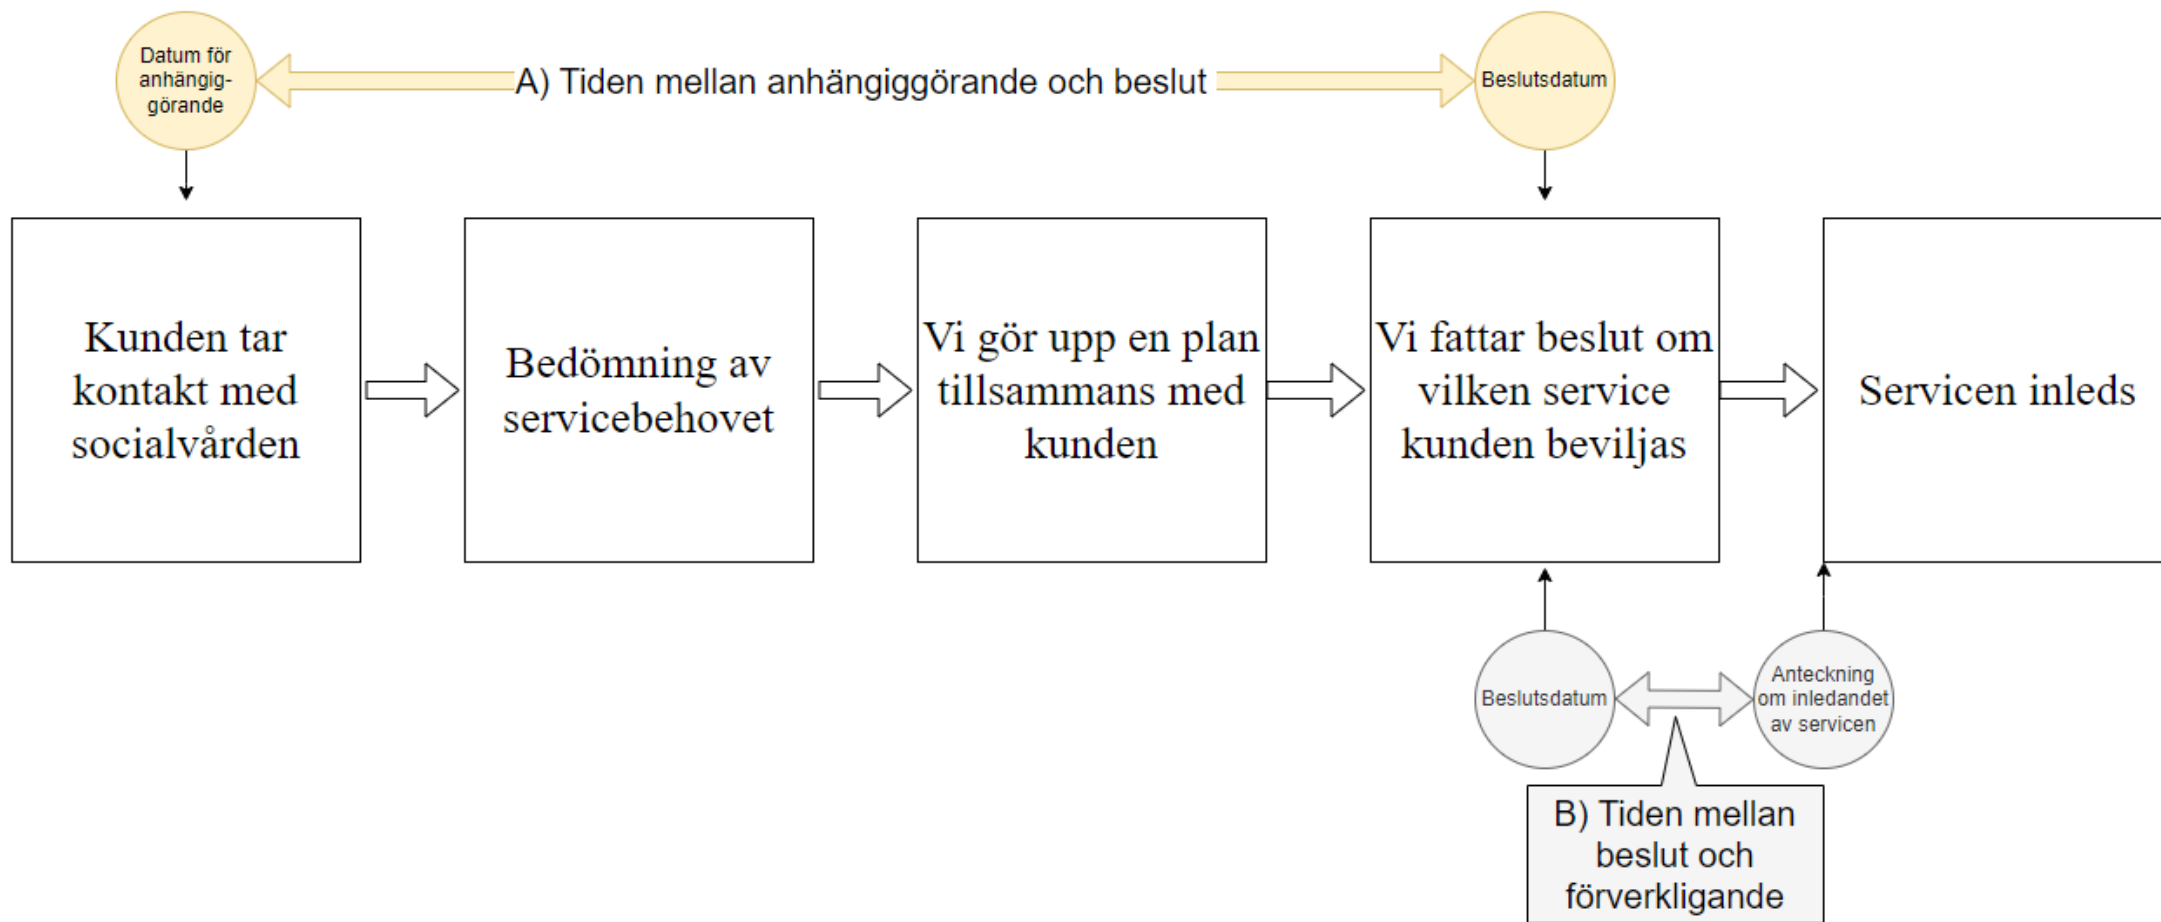 Datum för
anhängig-
görande
A) Tiden mellan anhängiggörande och beslut
Beslutsdatum
Kunden tar
kontakt med
socialvården
Bedömning av
servicebehovet
Vi gör upp en plan
tillsammans med
kunden
Vi fattar beslut om
vilken service
kunden beviljas
Servicen inleds
Beslutsdatum
Anteckning
om inledandet
av servicen
B) Tiden mellan
beslut och
förverkligande